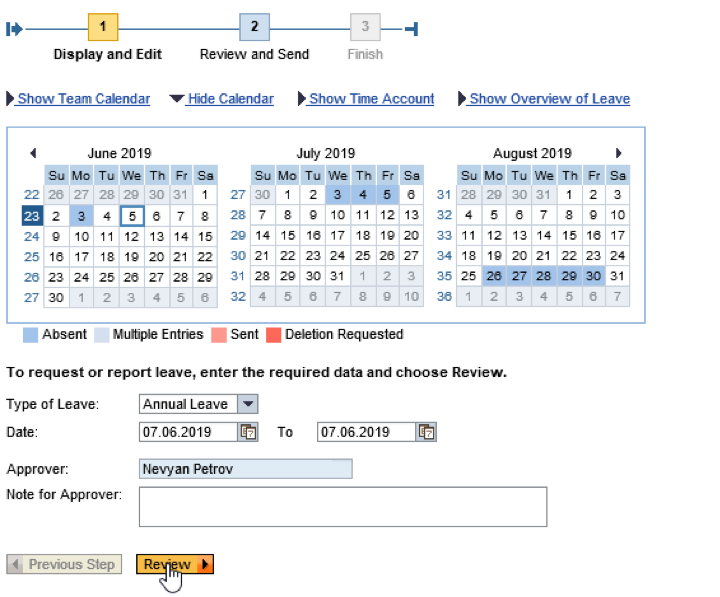 1 2 3
Display and Edit Review and Send Finish
Show Team Calendar Hide Calendar Show Time Account Show Overview of Leave
June 2019 July 2019 August 2019
Su Mo Tu We Th Fr Sa Su Mo Tu We Th Fr Sa Su Mo Tu We Th Fr Sa
22 26 27 28 29 30 31 1 27 30 1 2 3 4 5 6 31 28 29 30 31 1 2 3
23 2 3 4 5 6 7 8 28 7 8 9 10 11 12 13 32 4 5 6 7 8 9 10
24 9 10 11 12 13 14 15 29 14 15 16 17 18 19 20 33 11 12 13 14 15 16 17
25 16 17 18 19 20 21 22 30 21 22 23 24 25 26 27 34 18 19 20 21 22 23 24
26 23 24 25 26 27 28 29 31 28 29 30 31 1 2 3 35 25 26 27 28 29 30 31
27 30 1 2 3 4 5 6 32 4 5 6 7 8 9 10 36 1 2 3 4 5 6 7
Absent Multiple Entries Sent Deletion Requested
To request or report leave, enter the required data and choose Review.
Type of Leave: Annual Leave
Date: 07.06.2019 To 07.06.2019
Approver: Nevyan Petrov
Note for Approver:
Previous Step Review